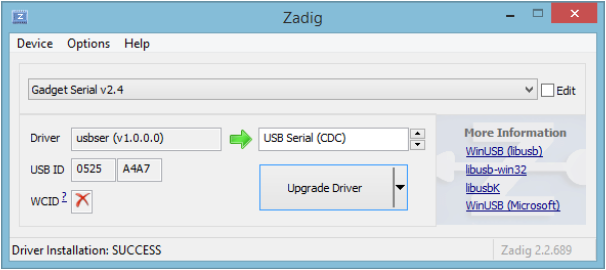 Zadig
Device Options Help
Gadget Serial v2.4
Edit
Driver usbser (v1.0.0.0) USB Serial (CDC)
USB ID 0525 A4A7
WCID ?
Upgrade Driver
More Information
WinUSB (libusb)
libusb-win32
libusbK
WinUSB (Microsoft)
Driver Installation: SUCCESS
Zadig 2.2.689